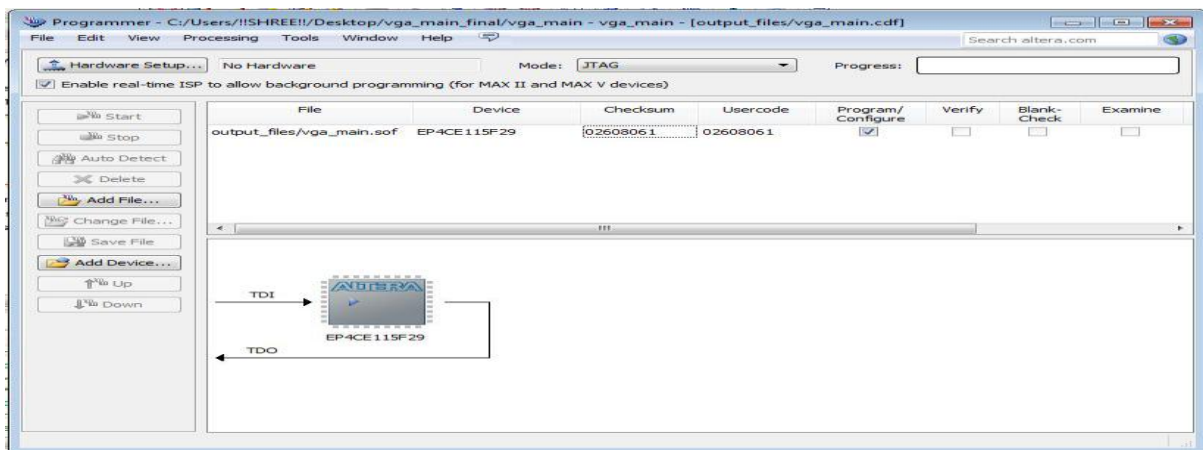 Programmer - C:/Users/!!SHREE!!/Desktop/vga_main_final/vga_main - vga_main - [output_files/vga_main.cdf]
File Edit View Processing Tools Window Help
Search altera.com
Hardware Setup... No Hardware Mode: JTAG Progress:
Enable real-time ISP to allow background programming (for MAX II and MAX V devices)
Start
Stop
Auto Detect
Delete
Add File...
Change File...
Save File
Add Device...
Up
Down
File Device Checksum Usercode Program/ Configure Verify Blank- Check Examine
output_files/vga_main.sof EP4CE115F29 02608061 02608061
TDI
ALTERA
EP4CE115F29
TDO